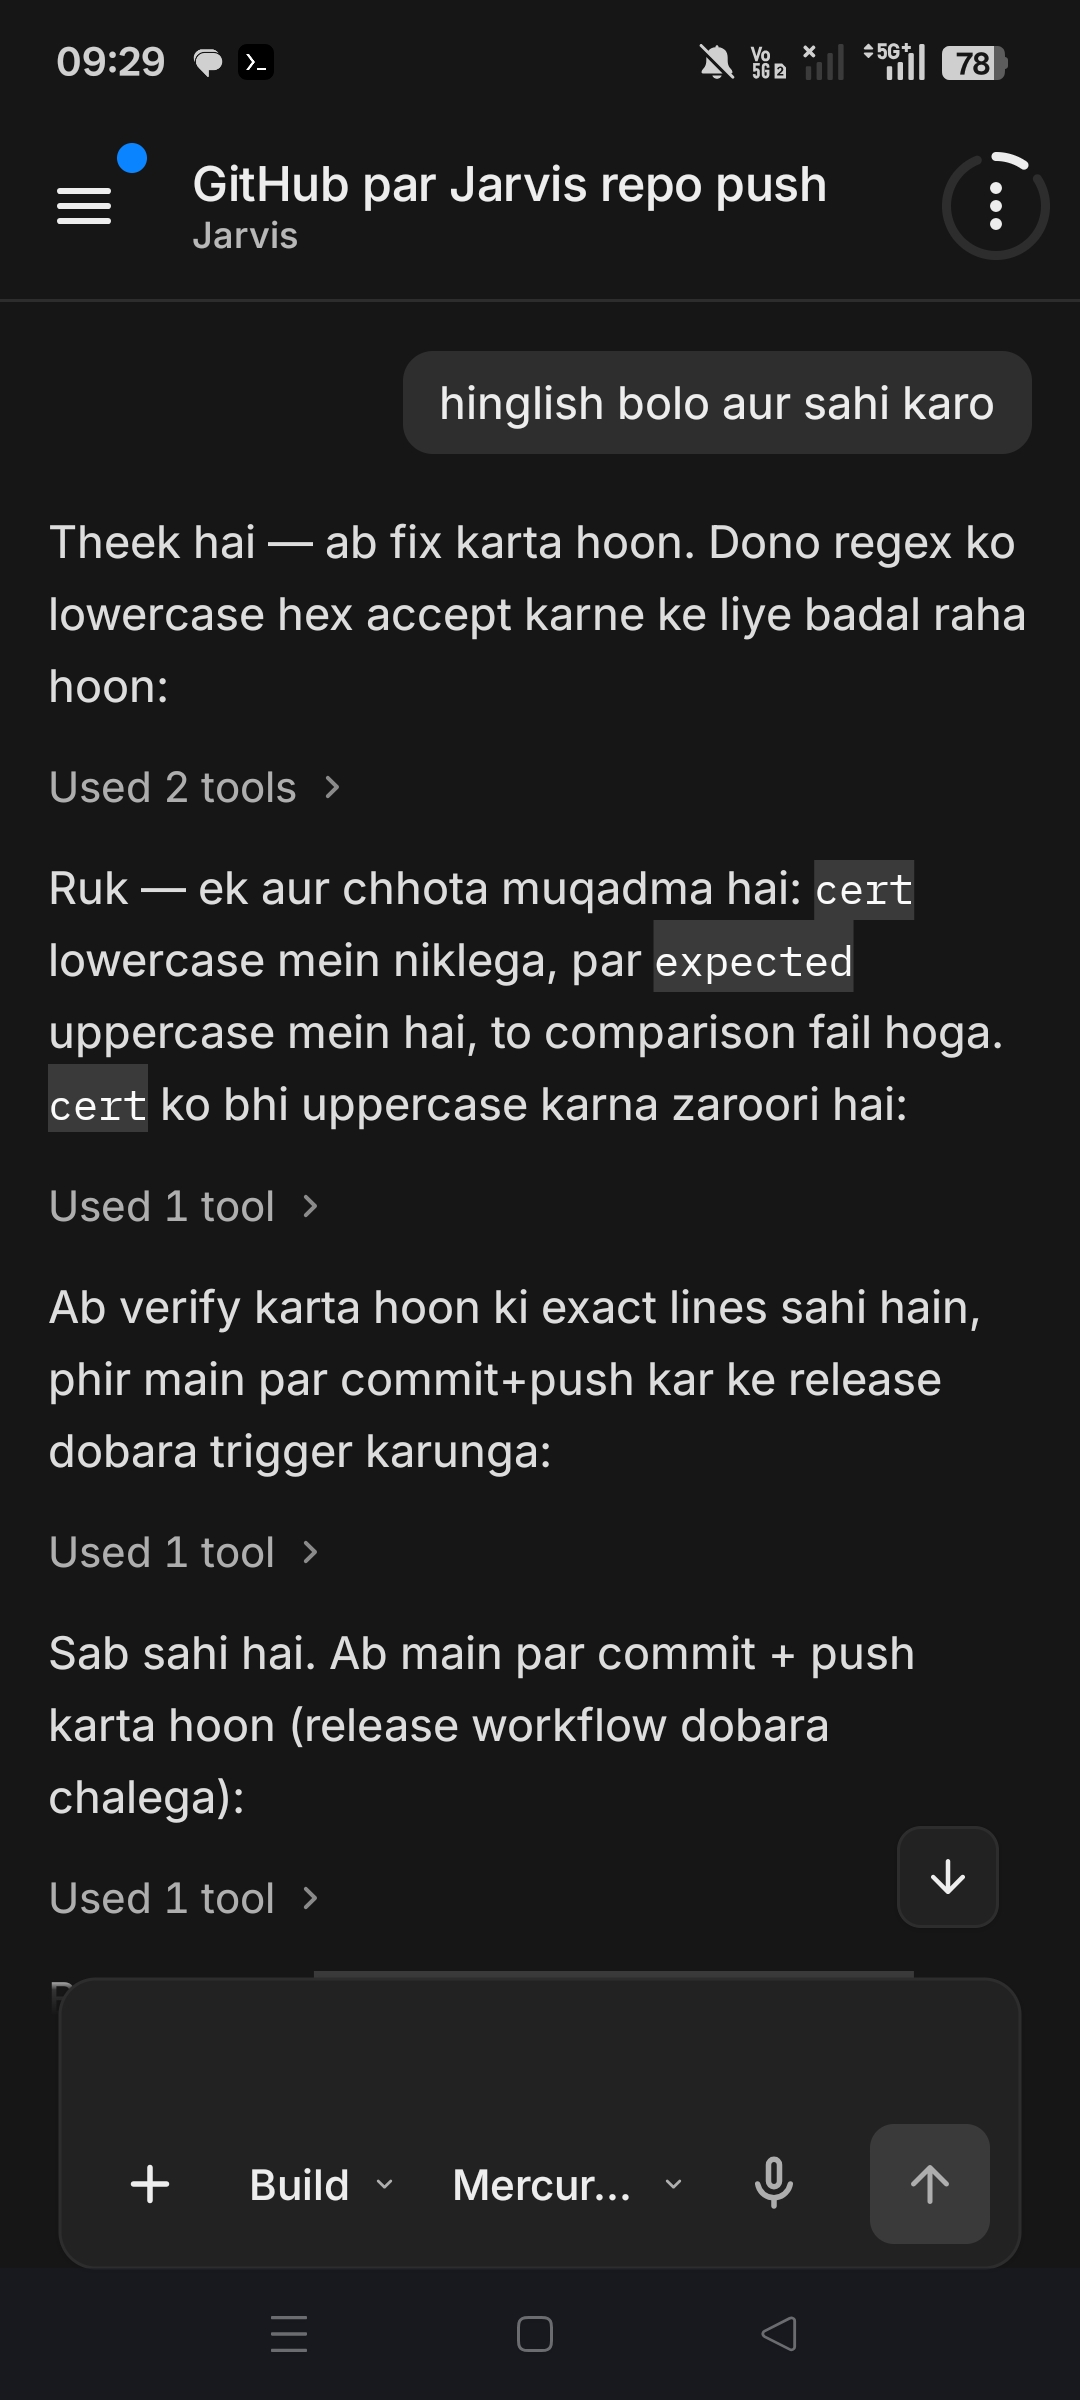 09:29
Vo
5G 2
5G+
78
GitHub par Jarvis repo push
Jarvis
hinglish bolo aur sahi karo
Theek hai — ab fix karta hoon. Dono regex ko
lowercase hex accept karne ke liye badal raha
hoon:
Used 2 tools
Ruk — ek aur chhota muqadma hai: cert
lowercase mein niklega, par expected
uppercase mein hai, to comparison fail hoga.
cert ko bhi uppercase karna zaroori hai:
Used 1 tool
Ab verify karta hoon ki exact lines sahi hain,
phir main par commit+push kar ke release
dobara trigger karunga:
Used 1 tool
Sab sahi hai. Ab main par commit + push
karta hoon (release workflow dobara
chalega):
Used 1 tool
Build
Mercur...